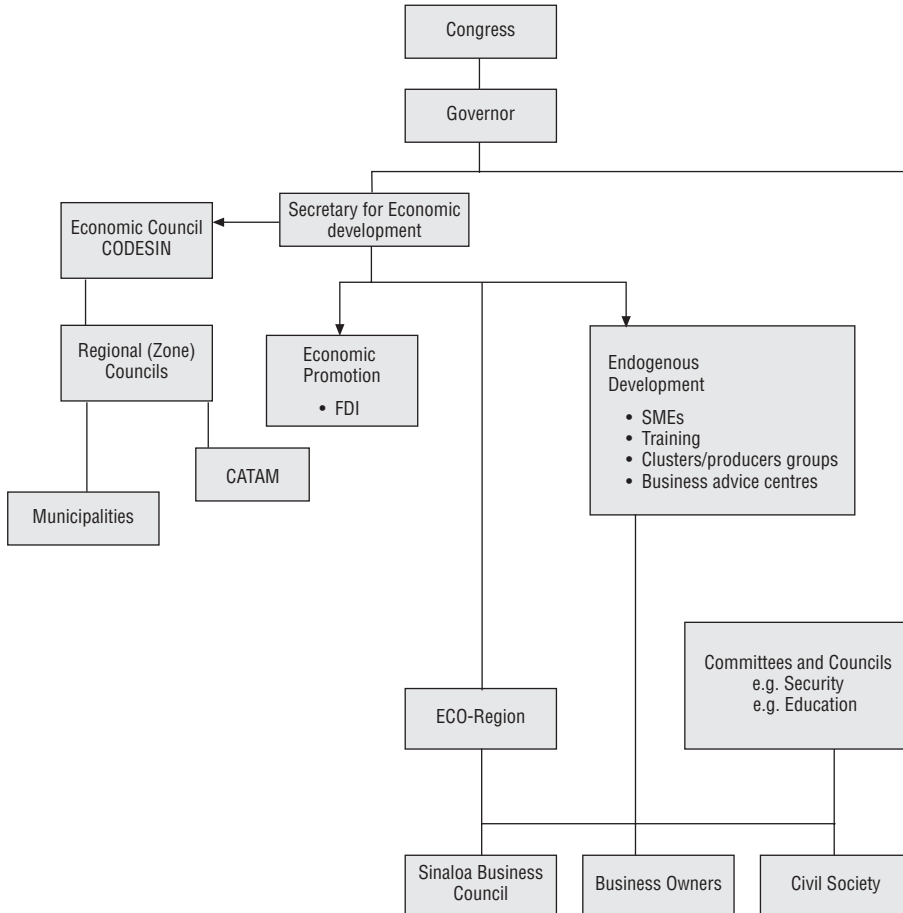 Congress
Governor
Secretary for Economic
development
Economic Council
CODESIN
Regional (Zone)
Councils
Economic
Promotion
• FDI
Endogenous
Development
• SMEs
• Training
• Clusters/producers groups
• Business advice centres
CATAM
Municipalities
Committees and Councils
e.g. Security
e.g. Education
ECO-Region
Sinaloa Business
Council
Business Owners
Civil Society